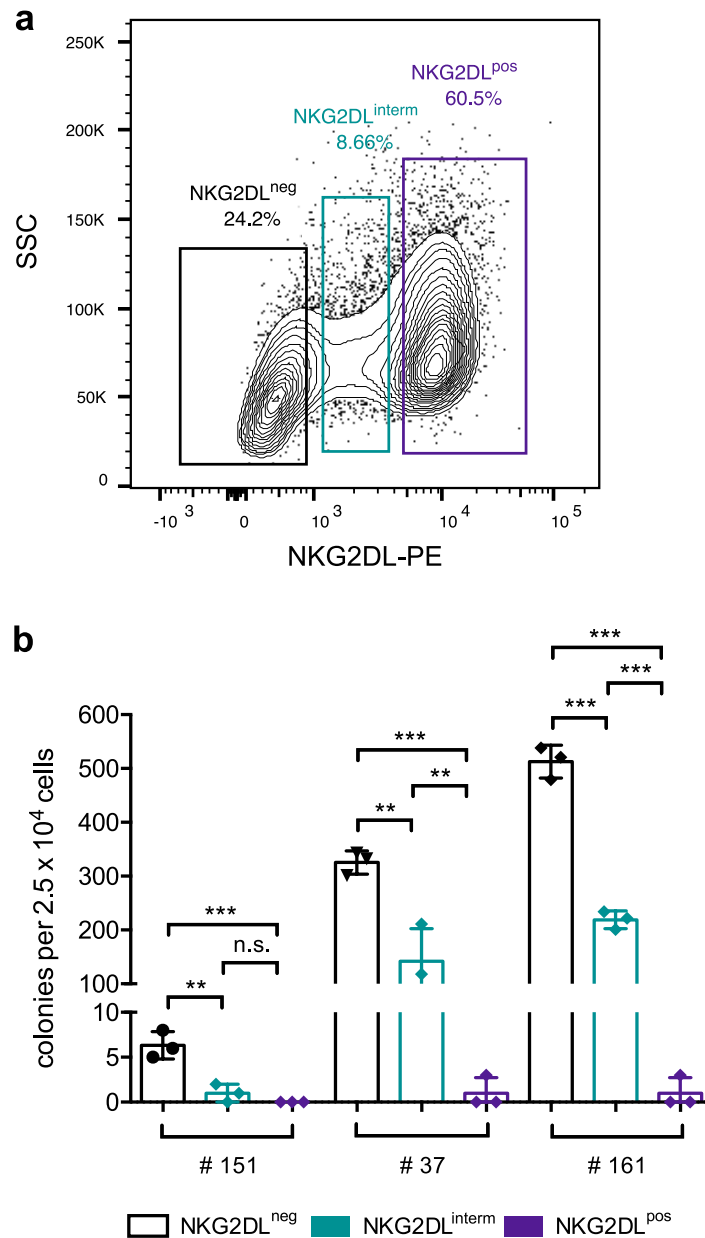 a
250K
200K
150K
100K
50K
0
SSC
NKG2DL^neg
24.2%
NKG2DL^interm
8.66%
NKG2DL^pos
60.5%
-10^3 0 10^3 10^4 10^5
NKG2DL-PE
b
colonies per 2.5 x 10^4 cells
600
500
400
300
200
100
10
5
0
***
n.s.
**
***
**
**
***
***
***
# 151 # 37 # 161
NKG2DL^neg NKG2DL^interm NKG2DL^pos